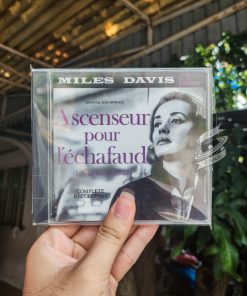 MILES DAVIS
ORIGINAL SOUNDTRACK
Ascenseur
pour
l'échafaud
COMPLETE
RECORDINGS